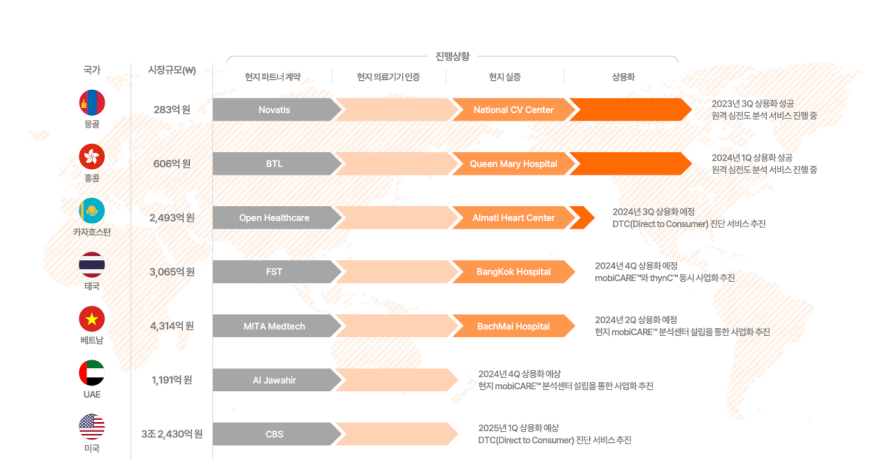 진행상황
국가
시장규모(₩)
현지 파트너 계약
현지 의료기기 인증
현지 실증
상용화
몽골
283억 원
Novatis
National CV Center
2023년 3Q 상용화 성공
원격 심전도 분석 서비스 진행 중
홍콩
606억 원
BTL
Queen Mary Hospital
2024년 1Q 상용화 성공
원격 심전도 분석 서비스 진행 중
카자흐스탄
2,493억 원
Open Healthcare
Almati Heart Center
2024년 3Q 상용화 예정
DTC(Direct to Consumer) 진단 서비스 추진
태국
3,065억 원
FST
BangKok Hospital
2024년 4Q 상용화 예정
mobiCARE™와 thynC™ 동시 사업화 추진
베트남
4,314억 원
MITA Medtech
BachMai Hospital
2024년 2Q 상용화 예정
현지 mobiCARE™ 분석센터 설립을 통한 사업화 추진
UAE
1,191억 원
Al Jawahir
2024년 4Q 상용화 예상
현지 mobiCARE™ 분석센터 설립을 통한 사업화 추진
미국
3조 2,430억 원
CBS
2025년 1Q 상용화 예상
DTC(Direct to Consumer) 진단 서비스 추진